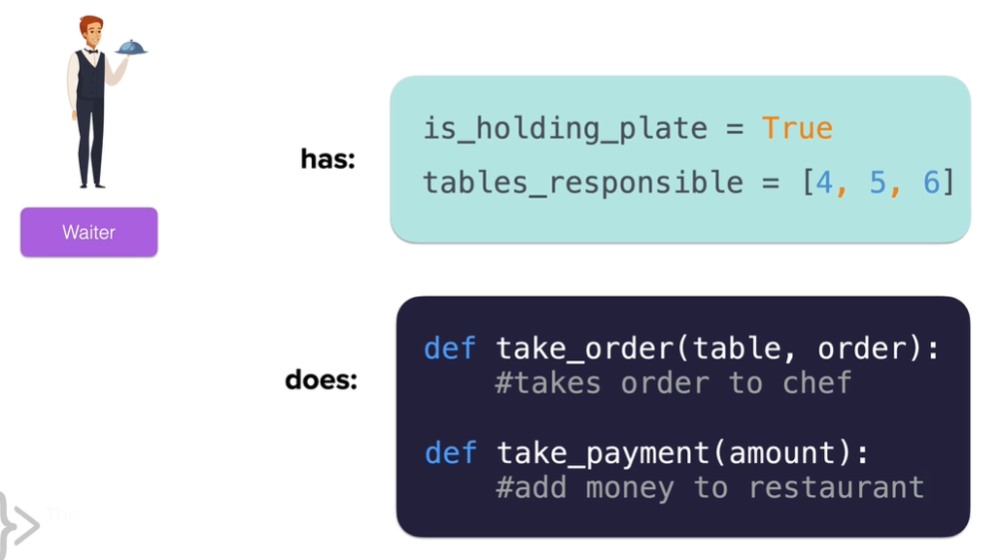 Waiter
has:
is_holding_plate = True
tables_responsible = [4, 5, 6]
does:
def take_order(table, order):
#takes order to chef
def take_payment(amount):
#add money to restaurant
The